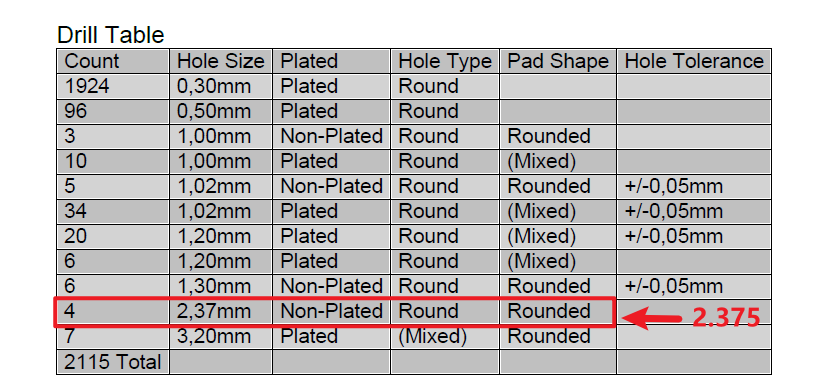 Drill Table
Count Hole Size Plated Hole Type Pad Shape Hole Tolerance
1924 0,30mm Plated Round
96 0,50mm Plated Round
3 1,00mm Non-Plated Round Rounded
10 1,00mm Plated Round (Mixed)
5 1,02mm Non-Plated Round Rounded +/-0,05mm
34 1,02mm Plated Round (Mixed) +/-0,05mm
20 1,20mm Plated Round (Mixed) +/-0,05mm
6 1,20mm Plated Round (Mixed)
6 1,30mm Non-Plated Round Rounded +/-0,05mm
4 2,37mm Non-Plated Round Rounded 2.375
7 3,20mm Plated (Mixed) Rounded
2115 Total